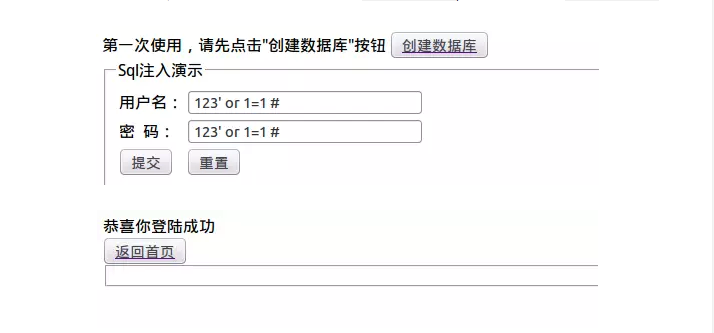 第一次使用，请先点击"创建数据库"按钮 创建数据库
Sql注入演示
用户名： 123' or 1=1 #
密 码： 123' or 1=1 #
提交 重置
恭喜你登陆成功
返回首页